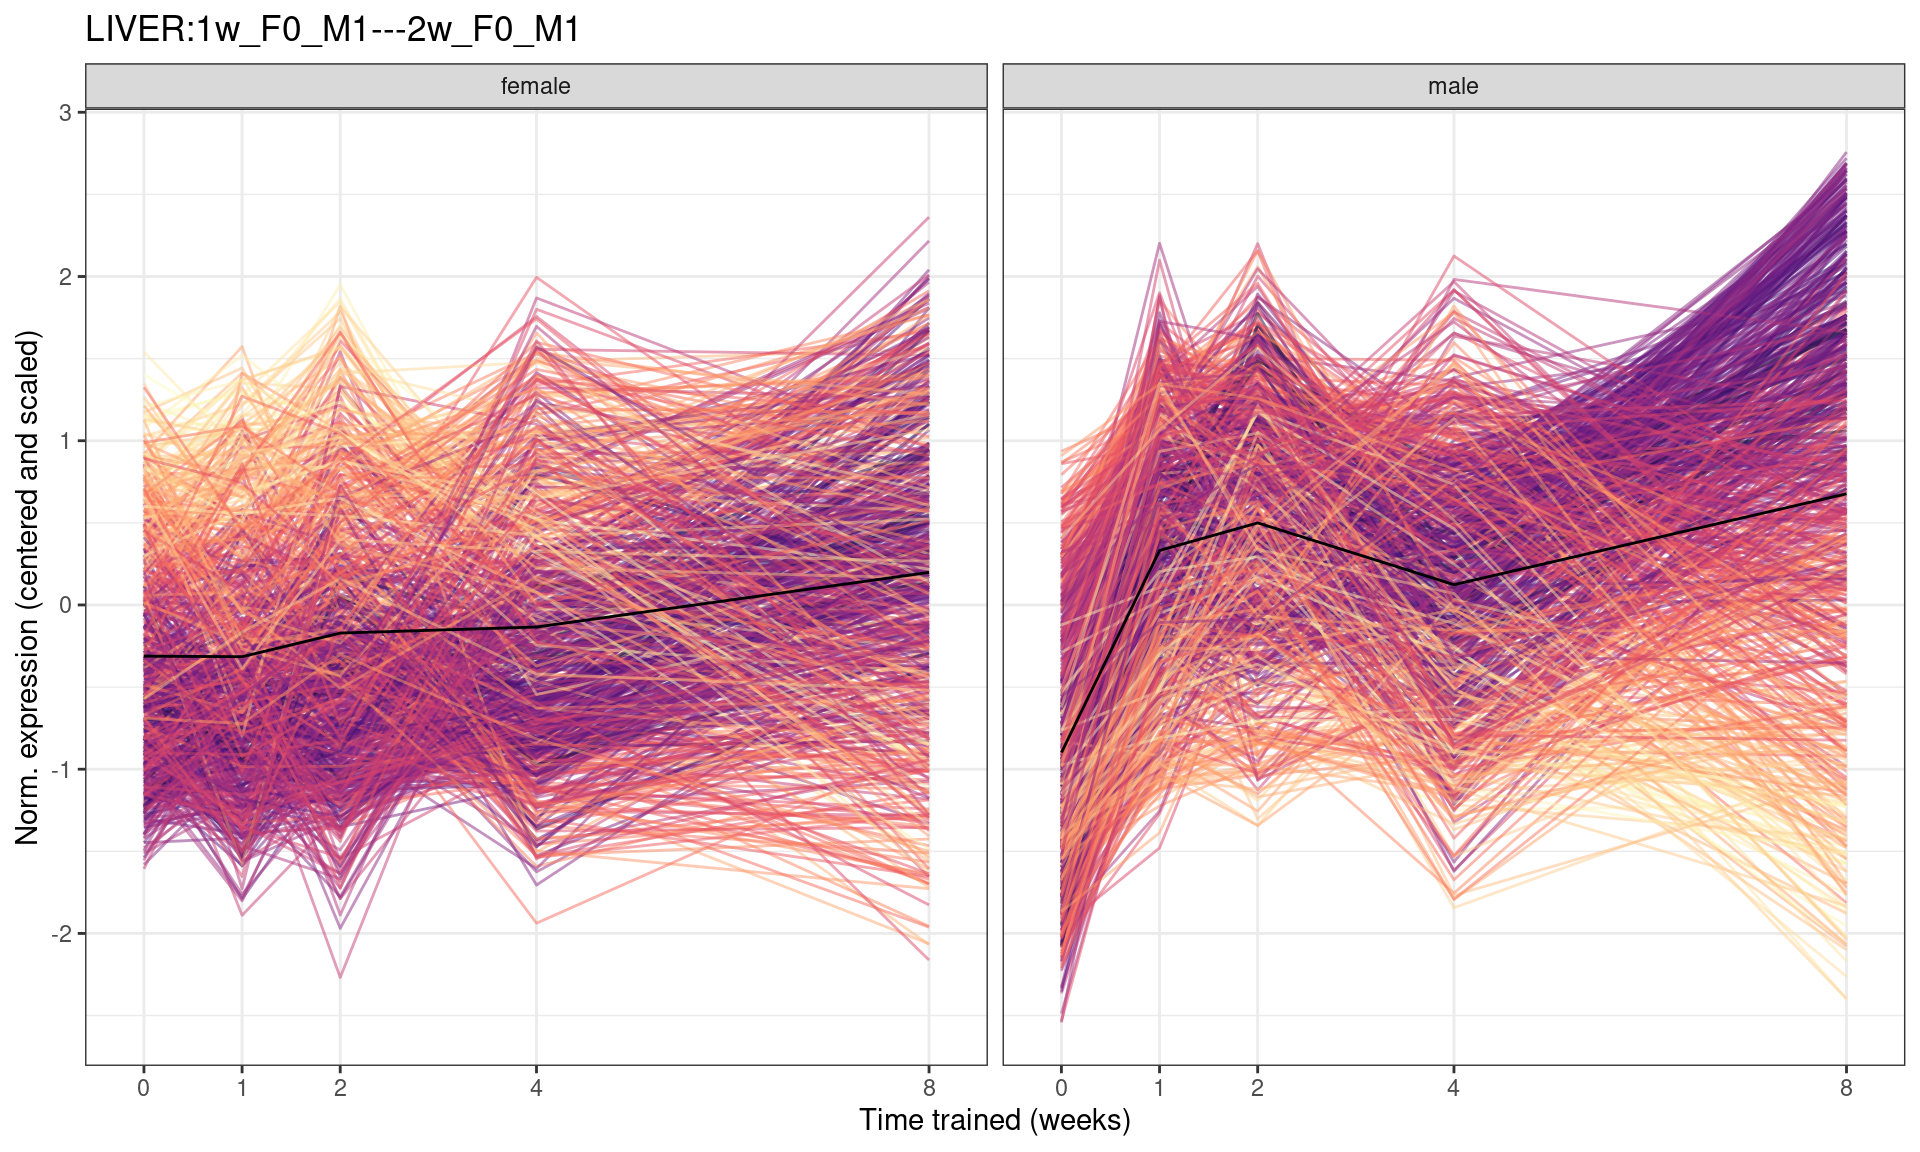 LIVER:1w_F0_M1---2w_F0_M1
female
male
Norm. expression (centered and scaled)
3
2
1
0
-1
-2
0 1 2 4 8
0 1 2 4 8
Time trained (weeks)